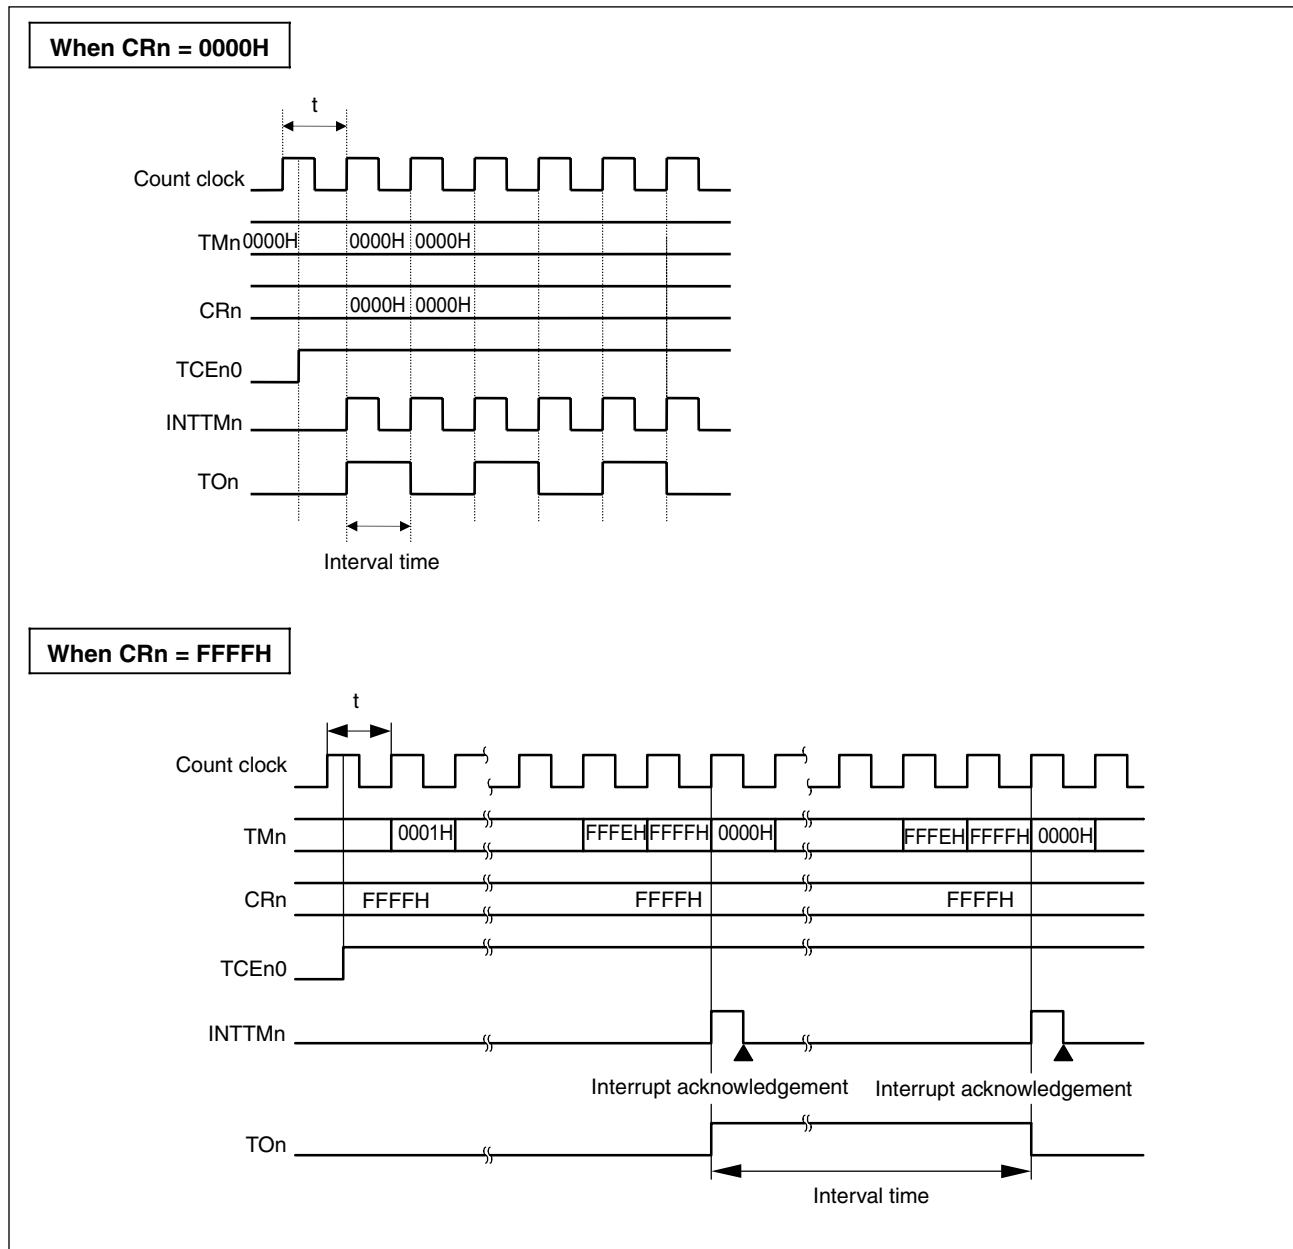 When CRn = 0000H
t
Count clock
TMn 0000H 0000H 0000H
CRn 0000H 0000H
TCEn0
INTTMn
TOn
Interval time
When CRn = FFFFH
t
Count clock
TMn 0001H FFFEH FFFFH 0000H FFFEH FFFFH 0000H
CRn FFFFH FFFFH FFFFH
TCEn0
INTTMn
Interrupt acknowledgement Interrupt acknowledgement
TOn
Interval time